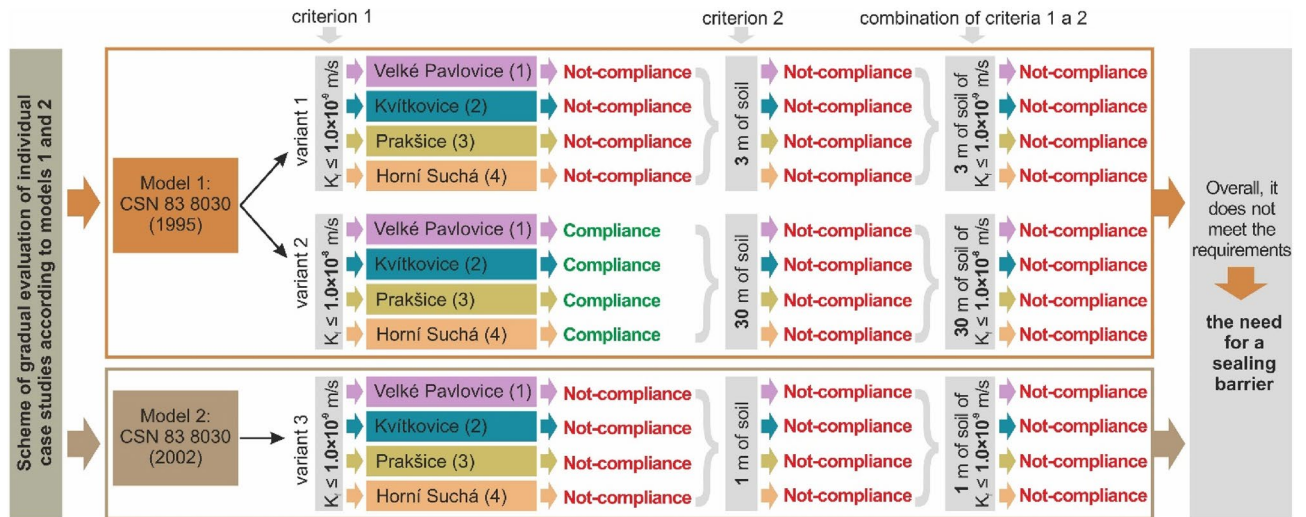 criterion 1
criterion 2
combination of criteria 1 a 2
Scheme of gradual evaluation of individual
case studies according to models 1 and 2
Model 1:
CSN 83 8030
(1995)
variant 1
Kf ≤ 1.0×10⁻⁹ m/s
Velké Pavlovice (1)
Kvítkovice (2)
Prakšice (3)
Horní Suchá (4)
Not-compliance
Not-compliance
Not-compliance
Not-compliance
3 m of soil
Not-compliance
Not-compliance
Not-compliance
Not-compliance
3 m of soil of
Kf ≤ 1.0×10⁻⁹ m/s
Not-compliance
Not-compliance
Not-compliance
Not-compliance
variant 2
Kf ≤ 1.0×10⁻⁸ m/s
Velké Pavlovice (1)
Kvítkovice (2)
Prakšice (3)
Horní Suchá (4)
Compliance
Compliance
Compliance
Compliance
30 m of soil
Not-compliance
Not-compliance
Not-compliance
Not-compliance
30 m of soil of
Kf ≤ 1.0×10⁻⁸ m/s
Not-compliance
Not-compliance
Not-compliance
Not-compliance
Model 2:
CSN 83 8030
(2002)
variant 3
Kf ≤ 1.0×10⁻⁹ m/s
Velké Pavlovice (1)
Kvítkovice (2)
Prakšice (3)
Horní Suchá (4)
Not-compliance
Not-compliance
Not-compliance
Not-compliance
1 m of soil
Not-compliance
Not-compliance
Not-compliance
Not-compliance
1 m of soil of
Kf ≤ 1.0×10⁻⁹ m/s
Not-compliance
Not-compliance
Not-compliance
Not-compliance
Overall, it
does not
meet the
requirements
the need
for a
sealing
barrier